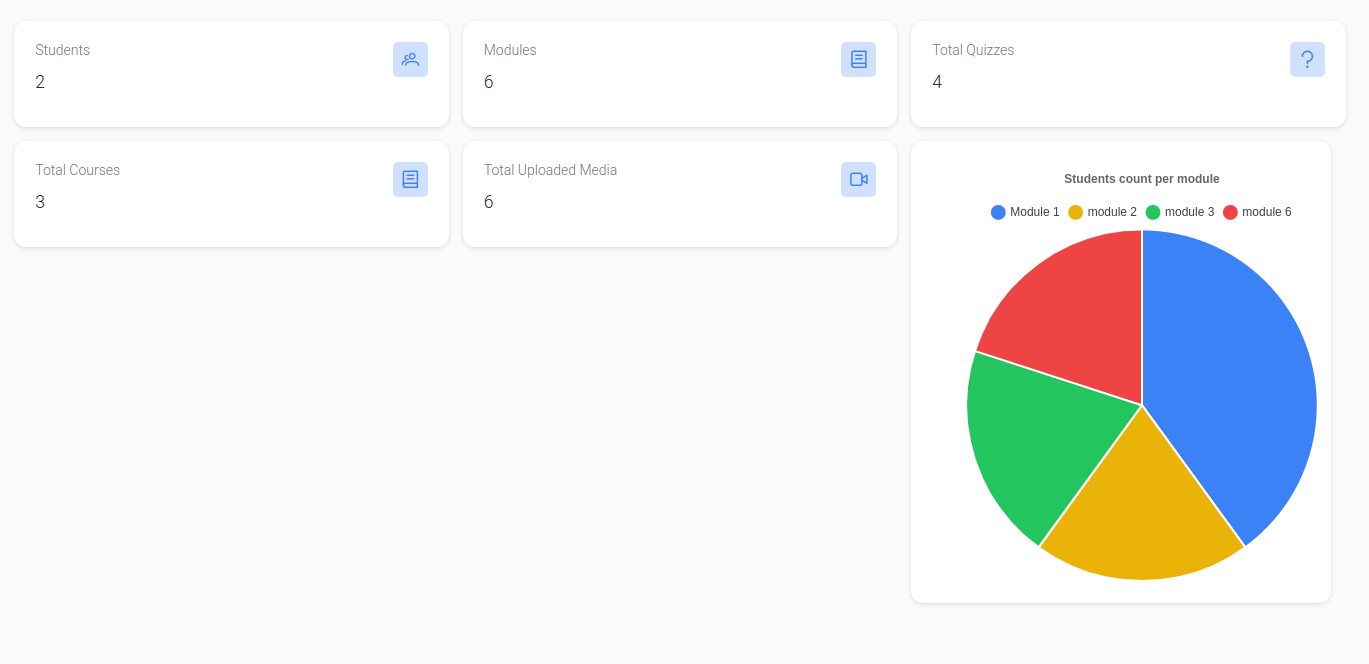 Students
2
Modules
6
Total Quizzes
4
Total Courses
3
Total Uploaded Media
6
Students count per module
Module 1 module 2 module 3 module 6